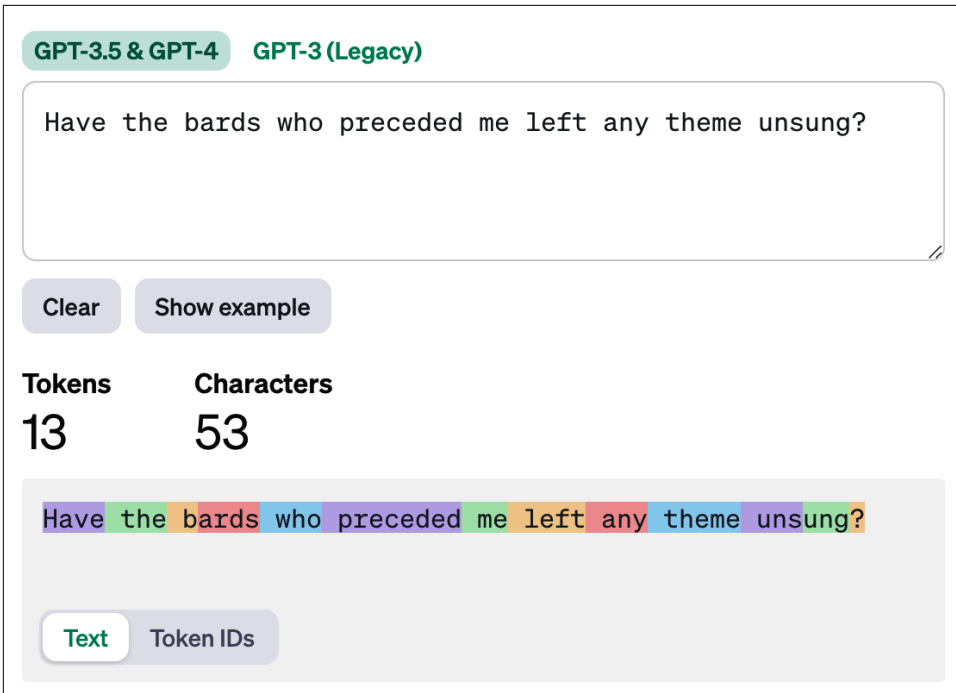 GPT-3.5 & GPT-4 GPT-3 (Legacy)
Have the bards who preceded me left any theme unsung?
Clear Show example
Tokens Characters
13 53
Have the bards who preceded me left any theme unsung?
Text Token IDs